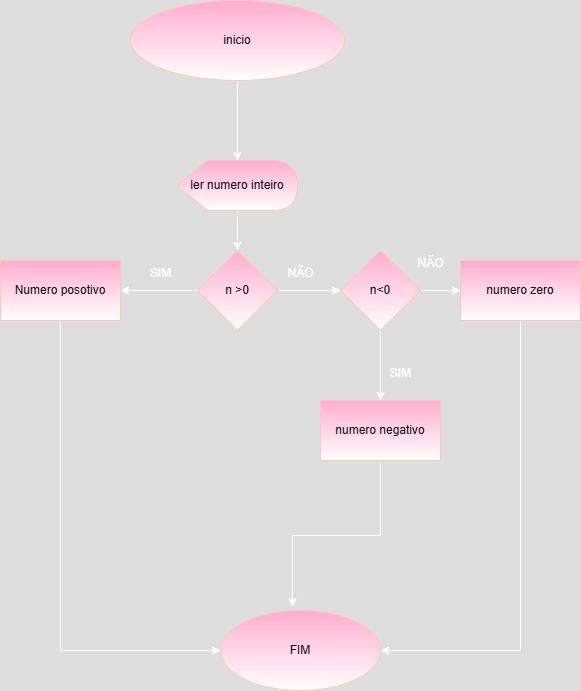 inicio
ler numero inteiro
SIM
NÃO
NÃO
Numero posotivo
n >0
n<0
numero zero
SIM
numero negativo
FIM